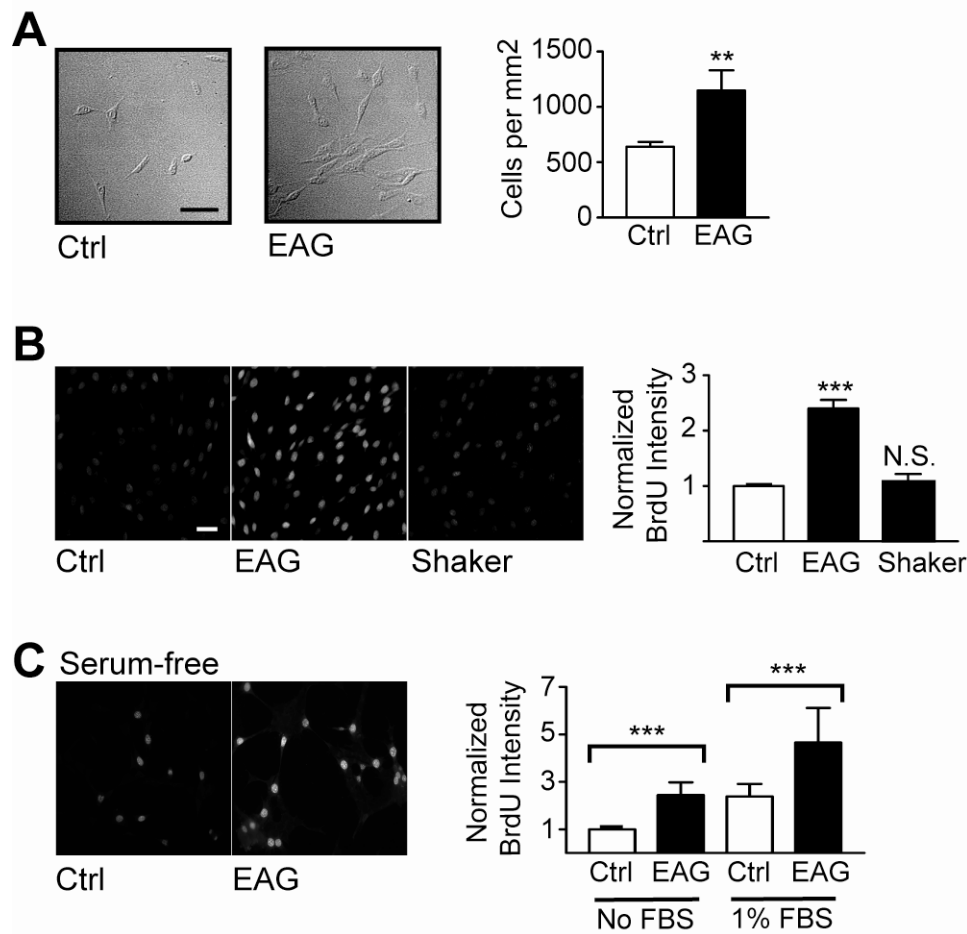 A
Ctrl
EAG
Cells per mm2
1500
1000
500
0
**
Ctrl EAG
B
Ctrl
EAG
Shaker
Normalized
BrdU Intensity
3
2
1
***
N.S.
Ctrl EAG Shaker
C Serum-free
Ctrl
EAG
Normalized
BrdU Intensity
7
5
3
1
***
***
Ctrl EAG Ctrl EAG
No FBS 1% FBS